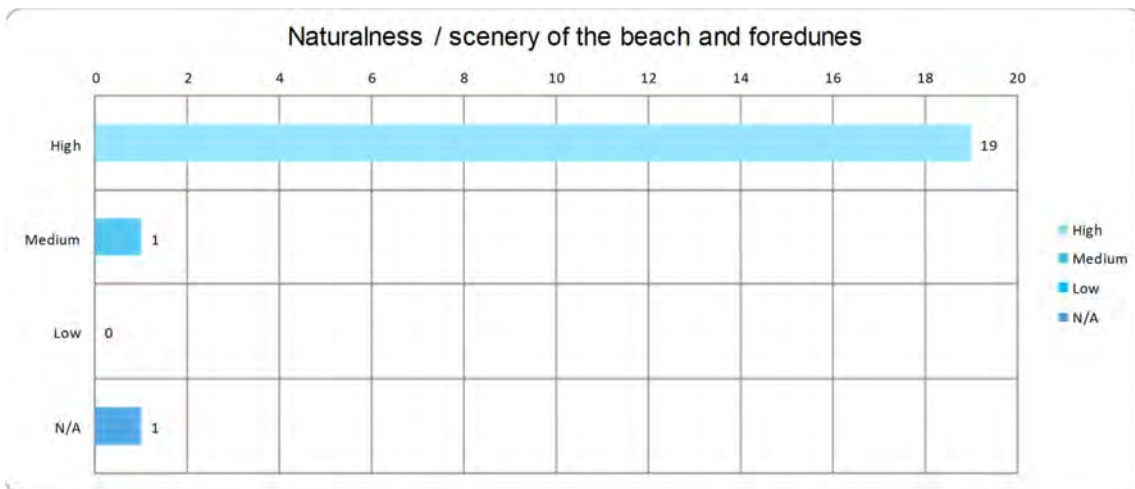 Naturalness / scenery of the beach and foredunes
0 2 4 6 8 10 12 14 16 18 20
High 19
Medium 1
Low 0
N/A 1
High
Medium
Low
N/A